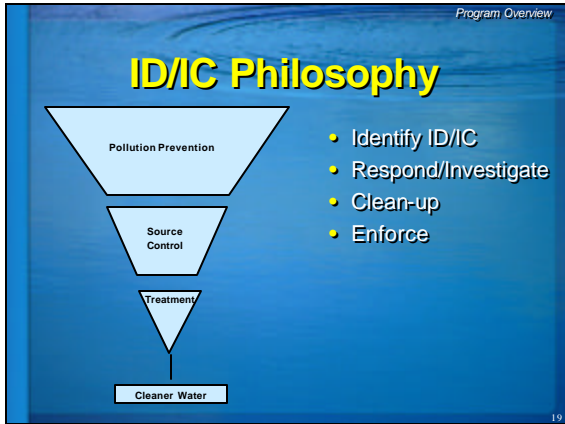 Program Overview
ID/IC Philosophy
Pollution Prevention
Source
Control
Treatment
Cleaner Water
• Identify ID/IC
• Respond/Investigate
• Clean-up
• Enforce
19